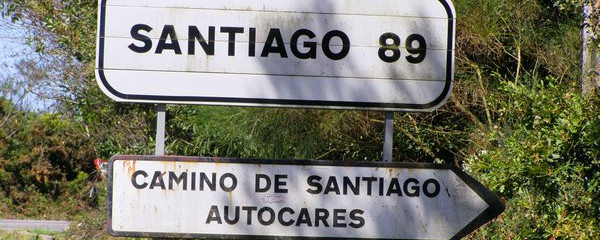 SANTIAGO 89
CAMINO DE SANTIAGO
AUTOCARES